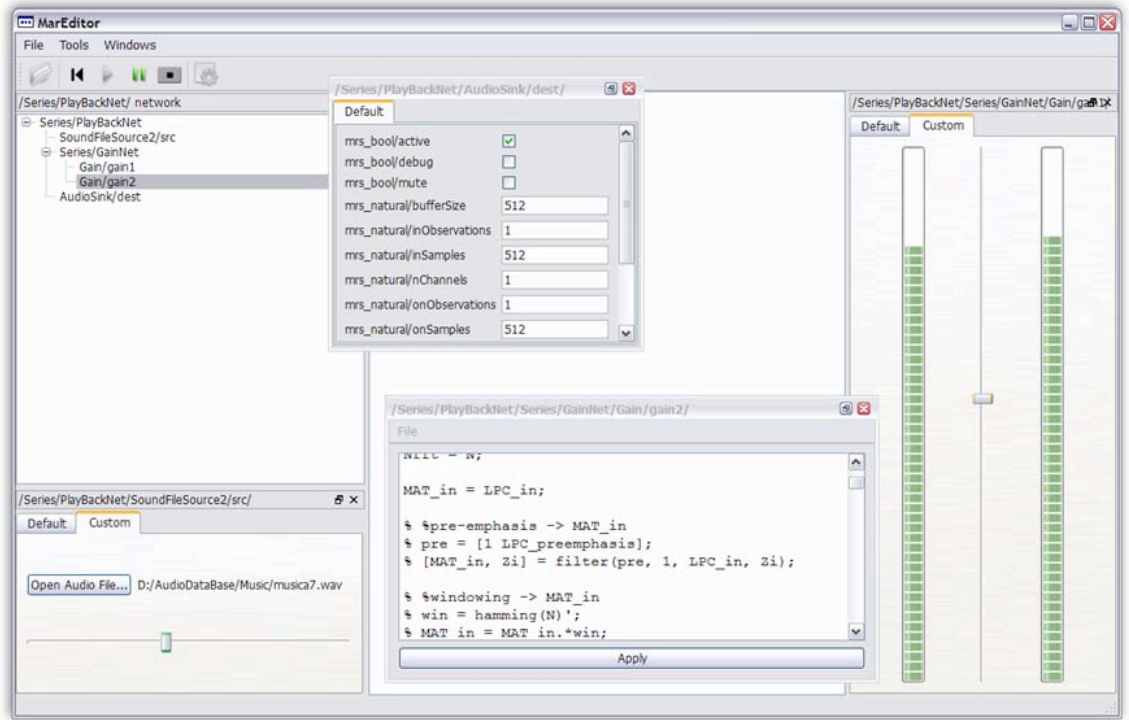 MarEditor
File Tools Windows
/Series/PlayBackNet/ network
Series/PlayBackNet
SoundFileSource2/src
Series/GainNet
Gain/gain1
Gain/gain2
AudioSink/dest
/Series/PlayBackNet/AudioSink/dest/
Default
mrs_bool/active
mrs_bool/debug
mrs_bool/mute
mrs_natural/bufferSize 512
mrs_natural/inObservations 1
mrs_natural/inSamples 512
mrs_natural/nChannels 1
mrs_natural/onObservations 1
mrs_natural/onSamples 512
/Series/PlayBackNet/Series/GainNet/Gain/
Default Custom
/Series/PlayBackNet/Series/GainNet/Gain/gain2/
File
Nfft = N;
MAT_in = LPC_in;
% %pre-emphasis -> MAT_in
% pre = [1 LPC_preemphasis];
% [MAT_in, Zi] = filter(pre, 1, LPC_in, Zi);
% %windowing -> MAT_in
% win = hamming(N)';
% MAT_in = MAT_in.*win;
Apply
/Series/PlayBackNet/SoundFileSource2/src/
Default Custom
Open Audio File... D:/AudioDataBase/Music/musica7.wav